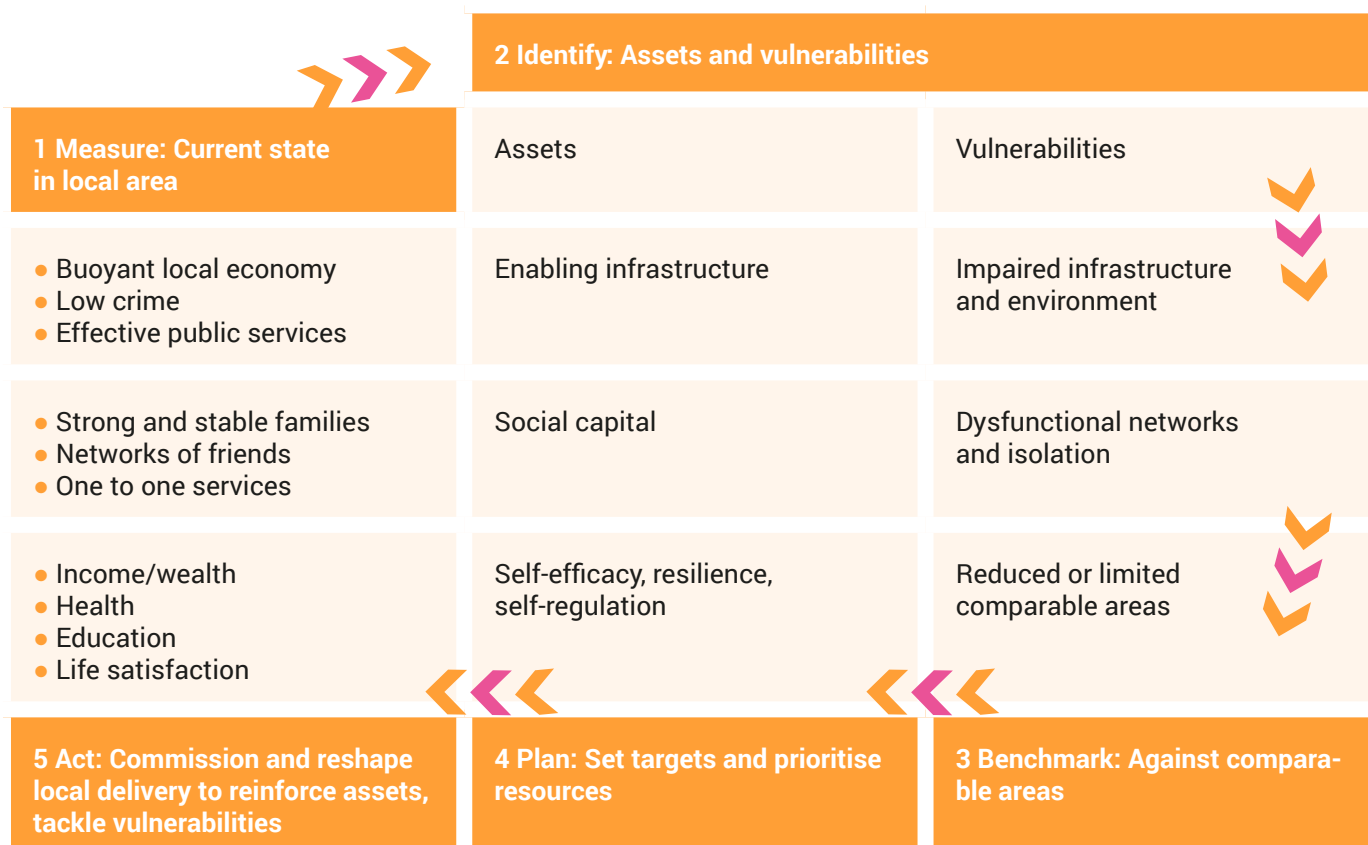 2 Identify: Assets and vulnerabilities
1 Measure: Current state
in local area
Assets
Vulnerabilities
● Buoyant local economy
● Low crime
● Effective public services
Enabling infrastructure
Impaired infrastructure
and environment
● Strong and stable families
● Networks of friends
● One to one services
Social capital
Dysfunctional networks
and isolation
● Income/wealth
● Health
● Education
● Life satisfaction
Self-efficacy, resilience,
self-regulation
Reduced or limited
comparable areas
5 Act: Commission and reshape
local delivery to reinforce assets,
tackle vulnerabilities
4 Plan: Set targets and prioritise
resources
3 Benchmark: Against compara-
ble areas